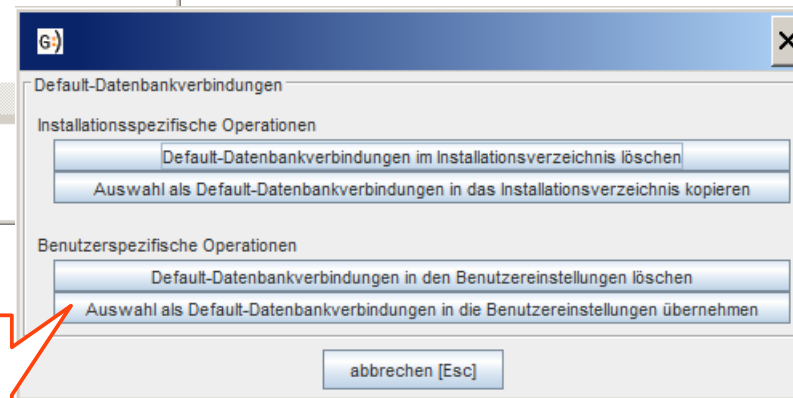 G:)
Default-Datenbankverbindungen
Installationsspezifische Operationen
Default-Datenbankverbindungen im Installationsverzeichnis löschen
Auswahl als Default-Datenbankverbindungen in das Installationsverzeichnis kopieren
Benutzerspezifische Operationen
Default-Datenbankverbindungen in den Benutzereinstellungen löschen
Auswahl als Default-Datenbankverbindungen in die Benutzereinstellungen übernehmen
abbrechen [Esc]